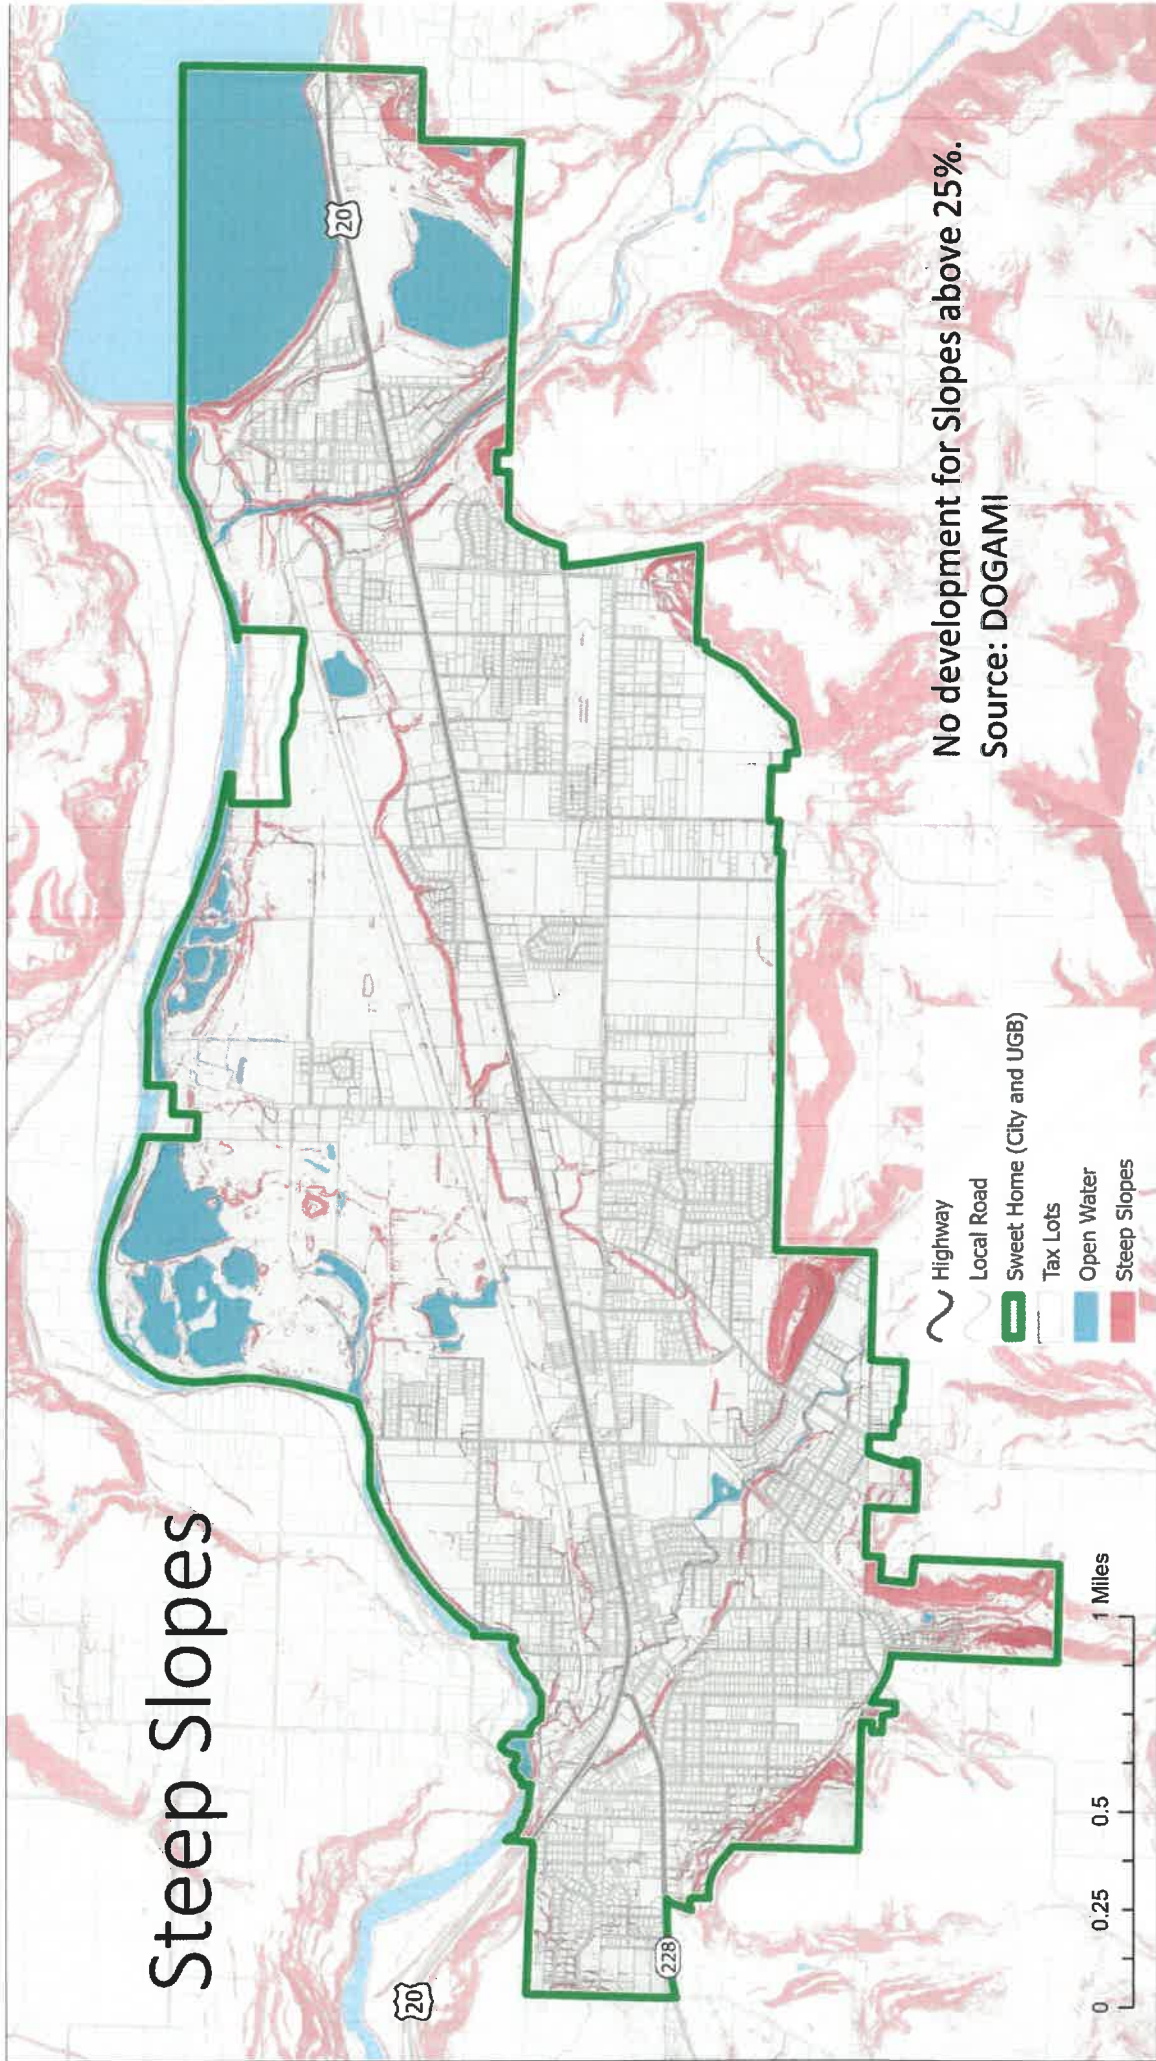 Steep Slopes
20
20
228
No development for Slopes above 25%.
Source: DOGAMI
Highway
Local Road
Sweet Home (City and UGB)
Tax Lots
Open Water
Steep Slopes
0 0.25 0.5 1 Miles